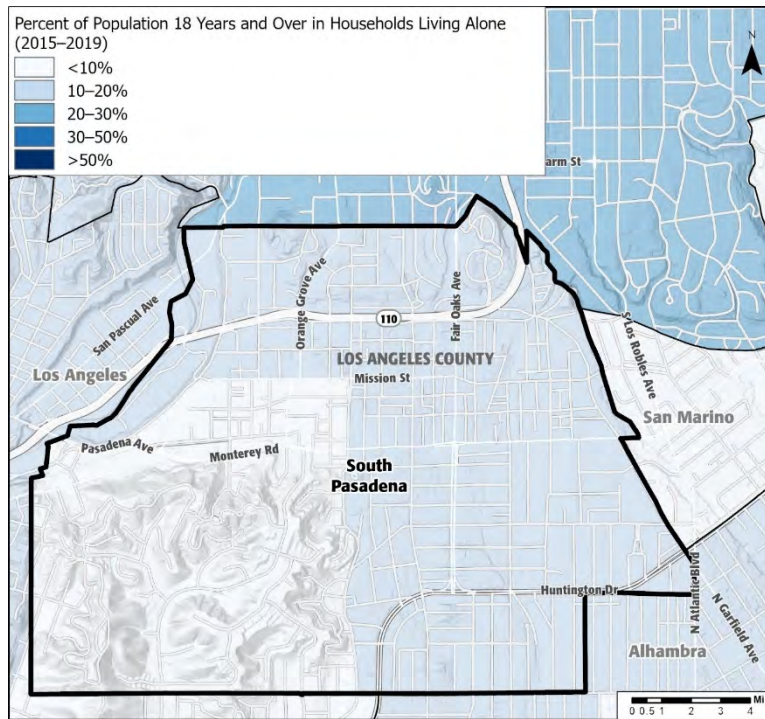 Percent of Population 18 Years and Over in Households Living Alone
(2015–2019)
<10%
10–20%
20–30%
30–50%
>50%
N
arm St
San Pascual Ave
Orange Grove Ave
Fair Oaks Ave
110
S Los Robles Ave
Los Angeles
LOS ANGELES COUNTY
Mission St
San Marino
Pasadena Ave
Monterey Rd
South
Pasadena
Huntington Dr
N Atlantic Blvd
N Garfield Ave
Alhambra
Mi
0 0.5 1 2 3 4